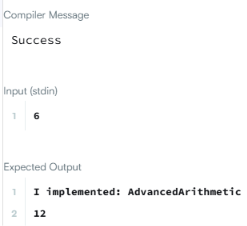 Compiler Message
Success
Input (stdin)
1 6
Expected Output
1 I implemented: AdvancedArithmetic
2 12